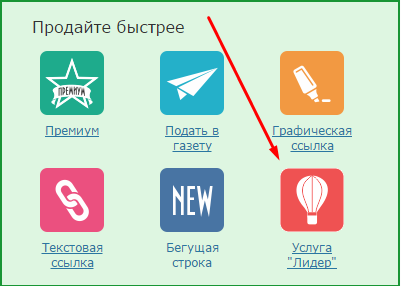 Продайте быстрее
ПРЕМИУМ
NEW
Премиум
Подать в
газету
Графическая
ссылка
Текстовая
ссылка
Бегущая
строка
Услуга
"Лидер"